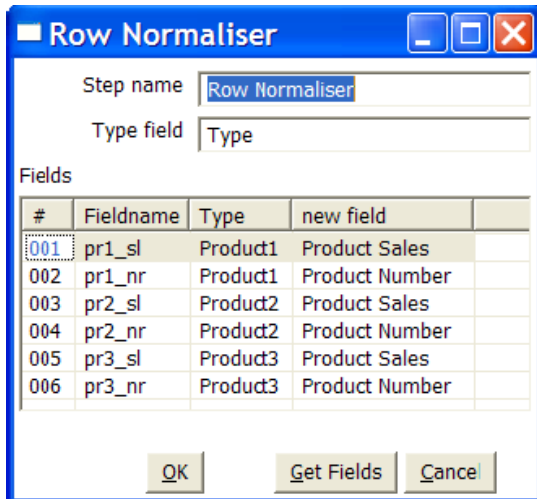 Row Normaliser
Step name Row Normaliser
Type field Type
Fields
# Fieldname Type new field
001 pr1_sl Product1 Product Sales
002 pr1_nr Product1 Product Number
003 pr2_sl Product2 Product Sales
004 pr2_nr Product2 Product Number
005 pr3_sl Product3 Product Sales
006 pr3_nr Product3 Product Number
OK Get Fields Cancel